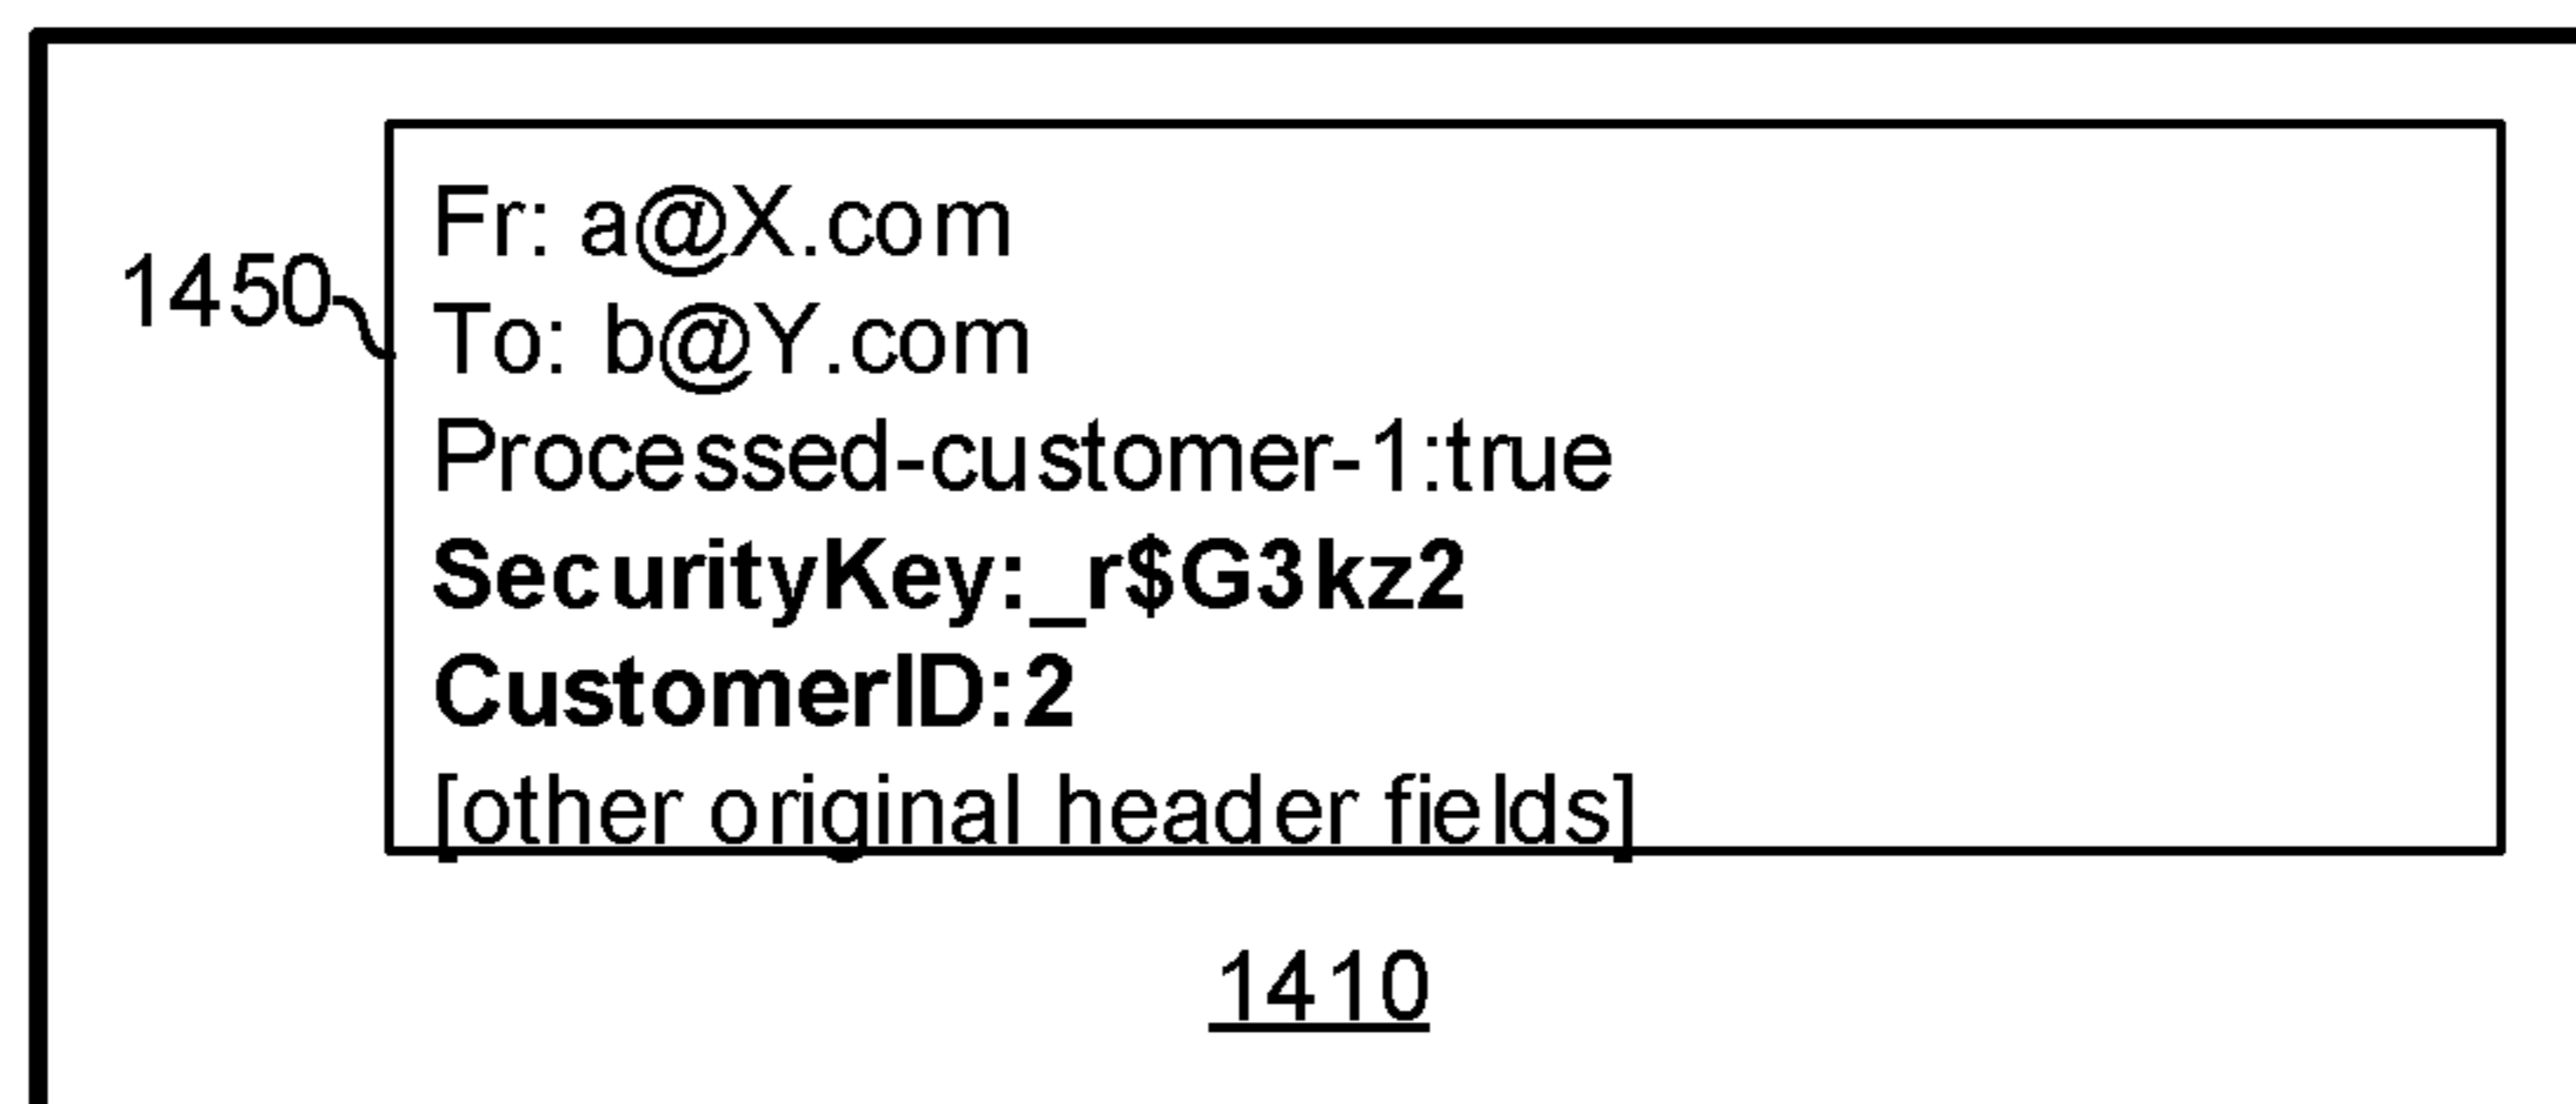 Fr: a@X.com
1450
To: b@Y.com
Processed-customer-1:true
SecurityKey:_r$G3kz2
CustomerID:2
[other original header fields]
1410